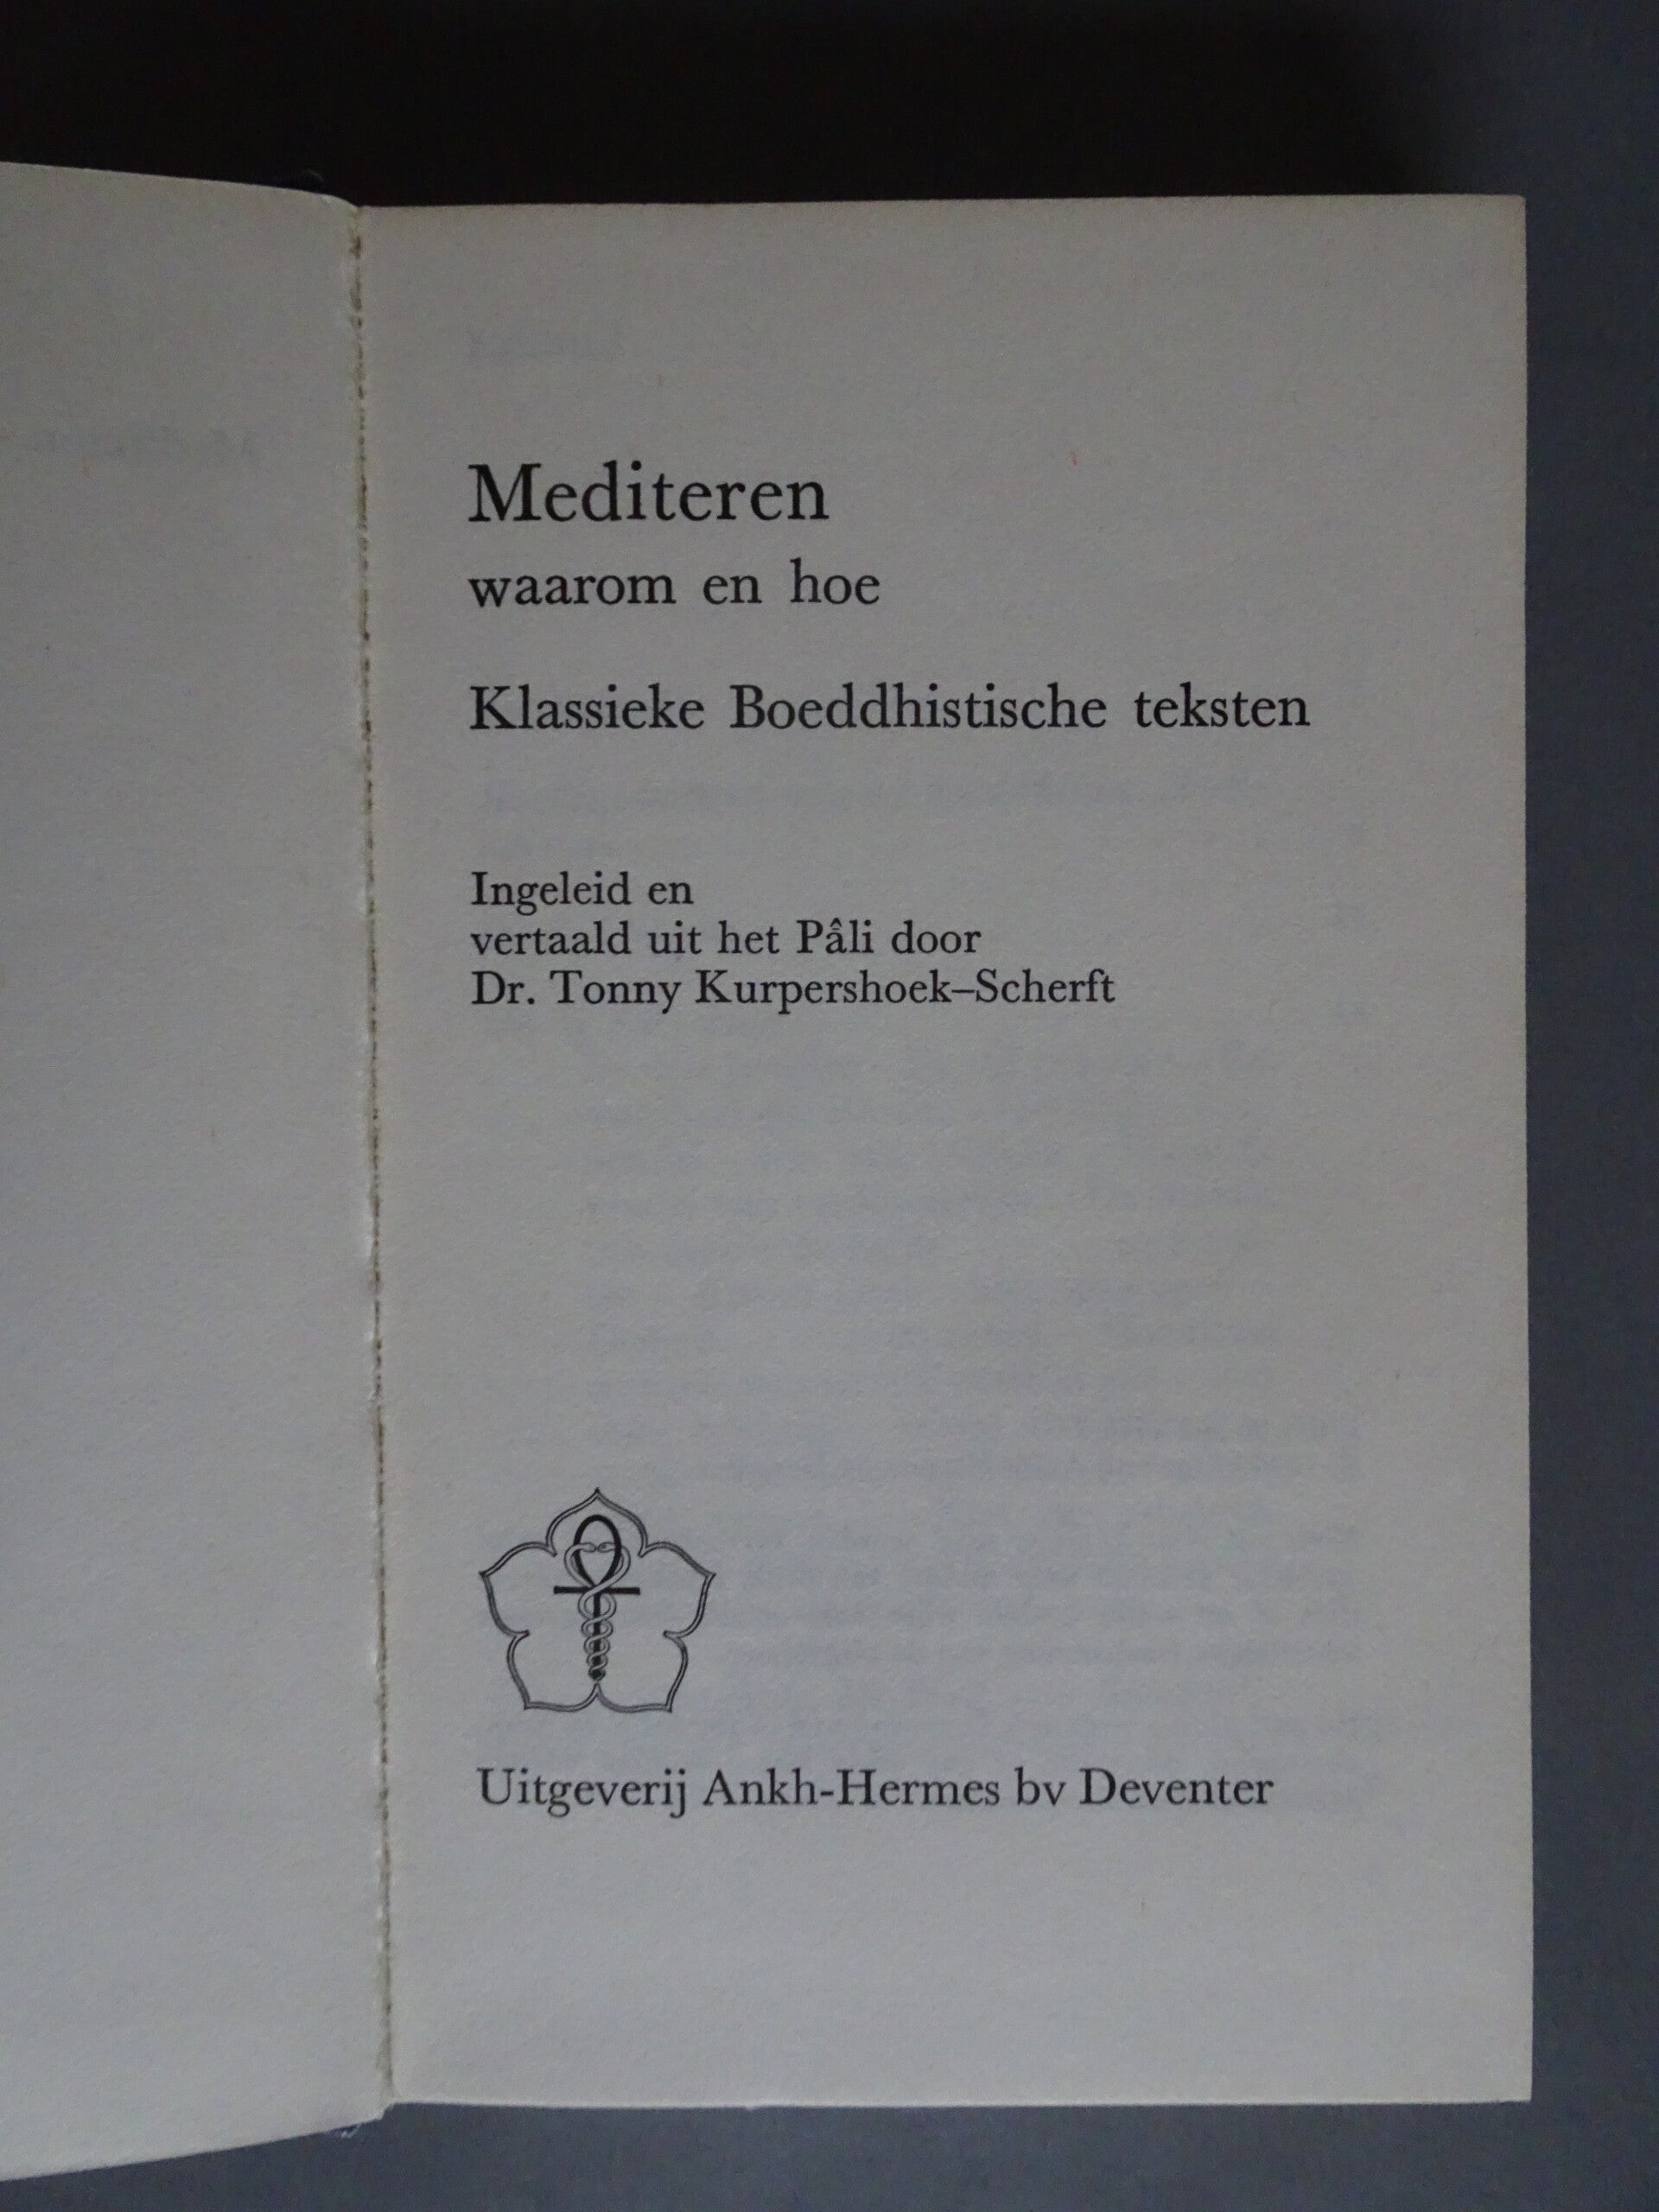 Mediteren
waarom en hoe
Klassieke Boeddhistische teksten
Ingeleid en
vertaald uit het Pâli door
Dr. Tonny Kurpershoek–Scherft
Uitgeverij Ankh-Hermes bv Deventer